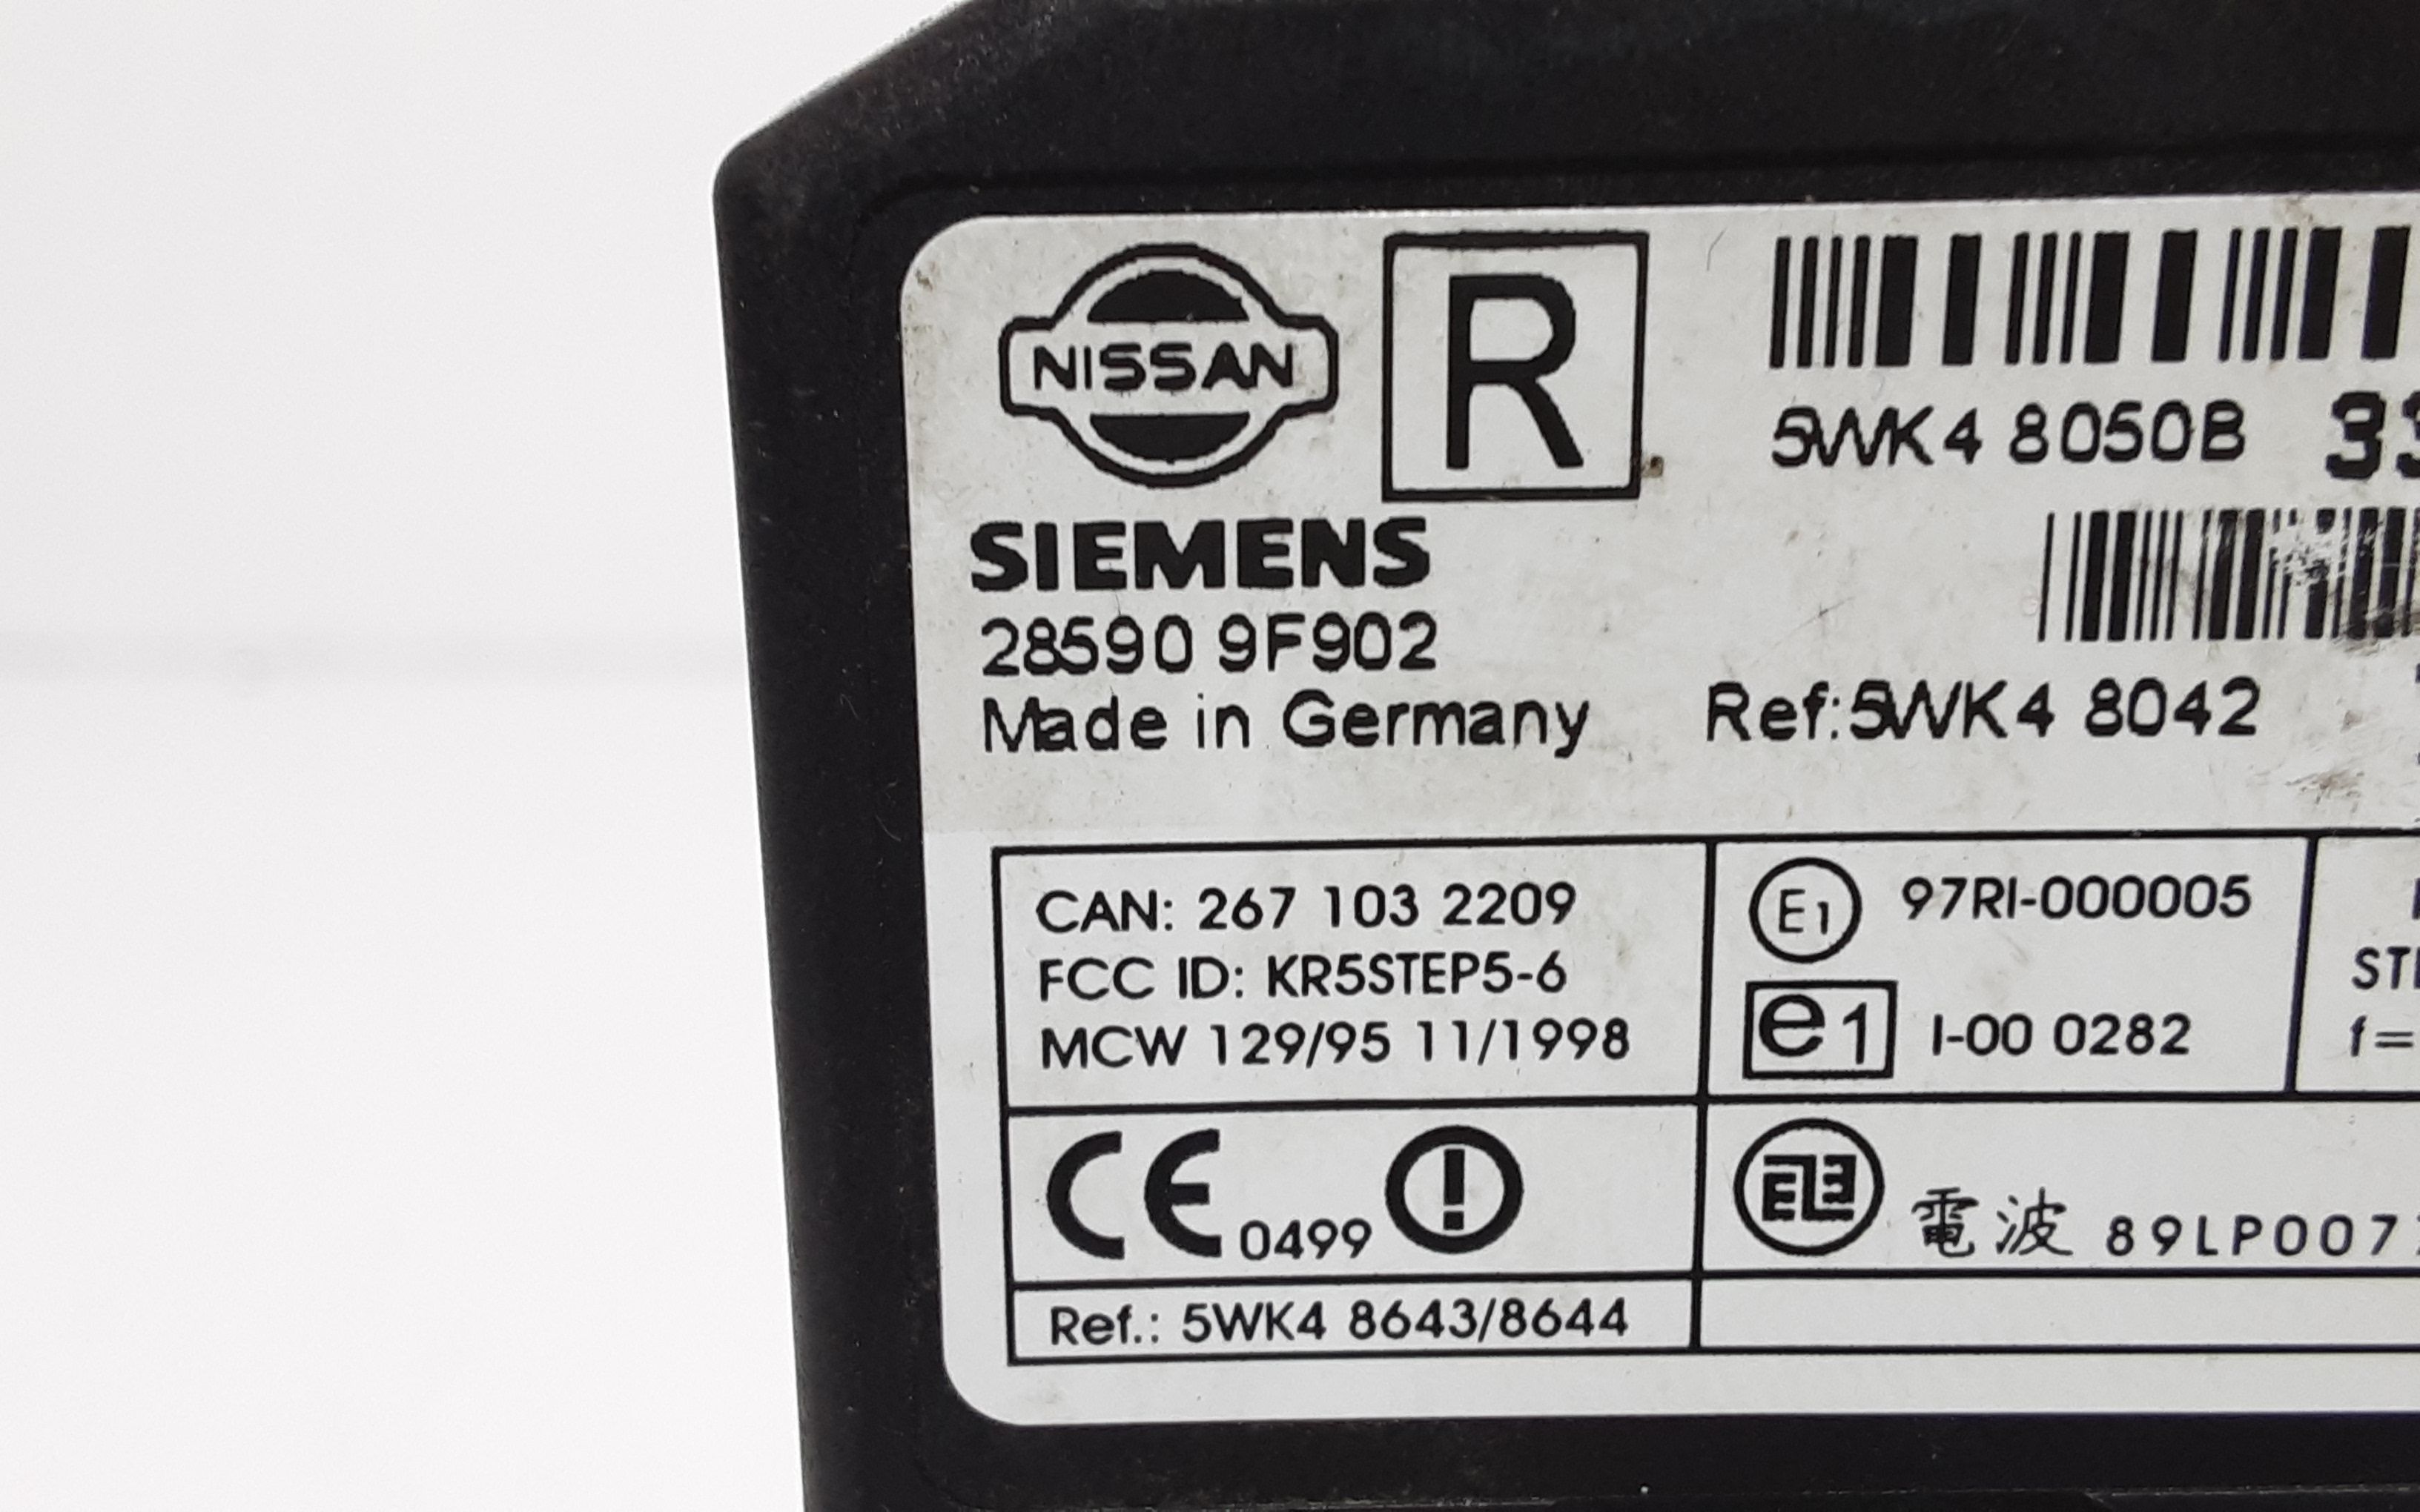 NISSAN
R
5WK4 8050B
SIEMENS
28590 9F902
Made in Germany
Ref:5WK4 8042
CAN: 267 103 2209
FCC ID: KR5STEP5-6
MCW 129/95 11/1998
E1 97RI-000005
e1 I-00 0282
f=
CE 0499
電波 89LP007
Ref.: 5WK4 8643/8644